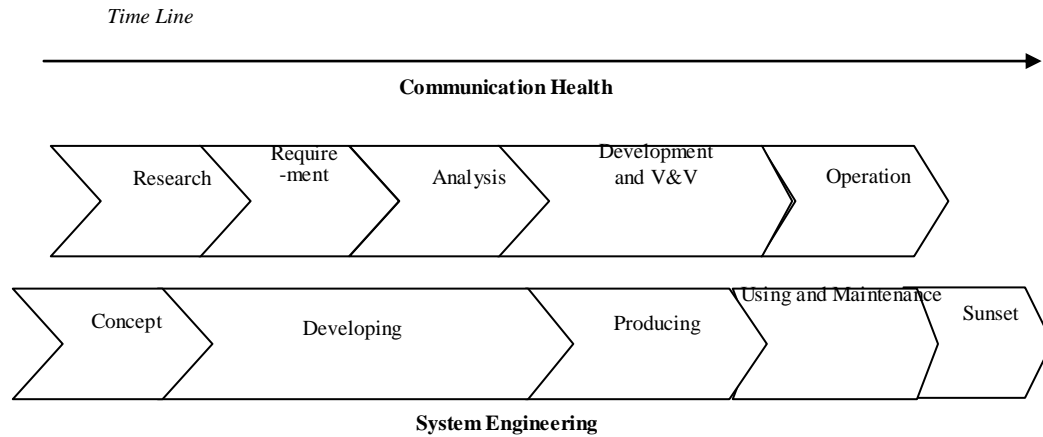 Time Line
Communication Health
Research
Require
-ment
Analysis
Development
and V&V
Operation
Concept
Developing
Producing
Using and Maintenance
Sunset
System Engineering